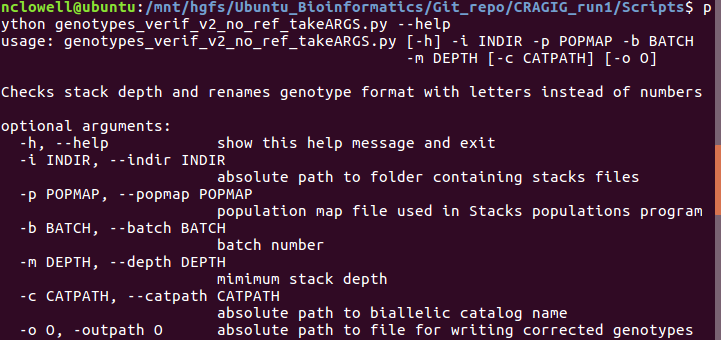 nclowell@ubuntu:/mnt/hgfs/Ubuntu_Bioinformatics/Git_repo/CRAGIG_run1/Scripts$ p
ython genotypes_verif_v2_no_ref_takeARGS.py --help
usage: genotypes_verif_v2_no_ref_takeARGS.py [-h] -i INDIR -p POPMAP -b BATCH
-m DEPTH [-c CATPATH] [-o O]
Checks stack depth and renames genotype format with letters instead of numbers
optional arguments:
-h, --help show this help message and exit
-i INDIR, --indir INDIR
absolute path to folder containing stacks files
-p POPMAP, --popmap POPMAP
population map file used in Stacks populations program
-b BATCH, --batch BATCH
batch number
-m DEPTH, --depth DEPTH
mimimum stack depth
-c CATPATH, --catpath CATPATH
absolute path to biallelic catalog name
-o O, -outpath O absolute path to file for writing corrected genotypes